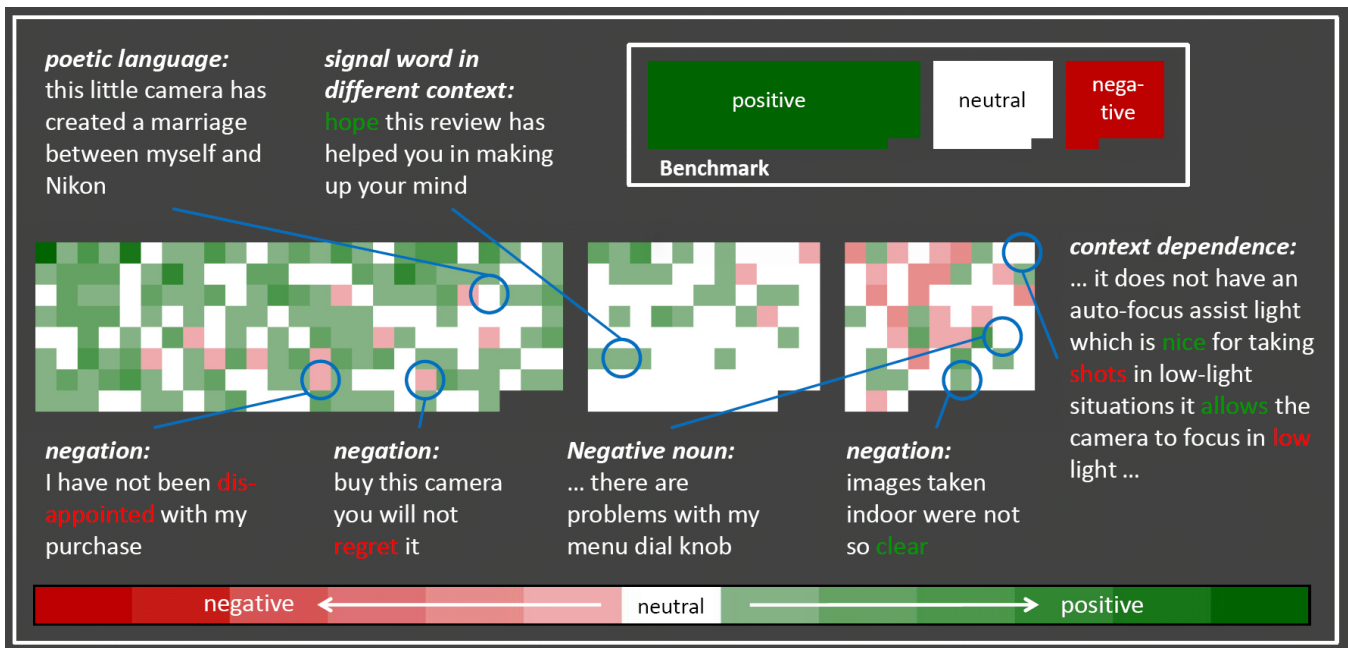 poetic language:
this little camera has
created a marriage
between myself and
Nikon
signal word in
different context:
hope this review has
helped you in making
up your mind
positive
neutral
nega-
tive
Benchmark
context dependence:
... it does not have an
auto-focus assist light
which is nice for taking
shots in low-light
situations it allows the
camera to focus in low
light ...
negation:
I have not been dis-
appointed with my
purchase
negation:
buy this camera
you will not
regret it
Negative noun:
... there are
problems with my
menu dial knob
negation:
images taken
indoor were not
so clear
negative
neutral
positive